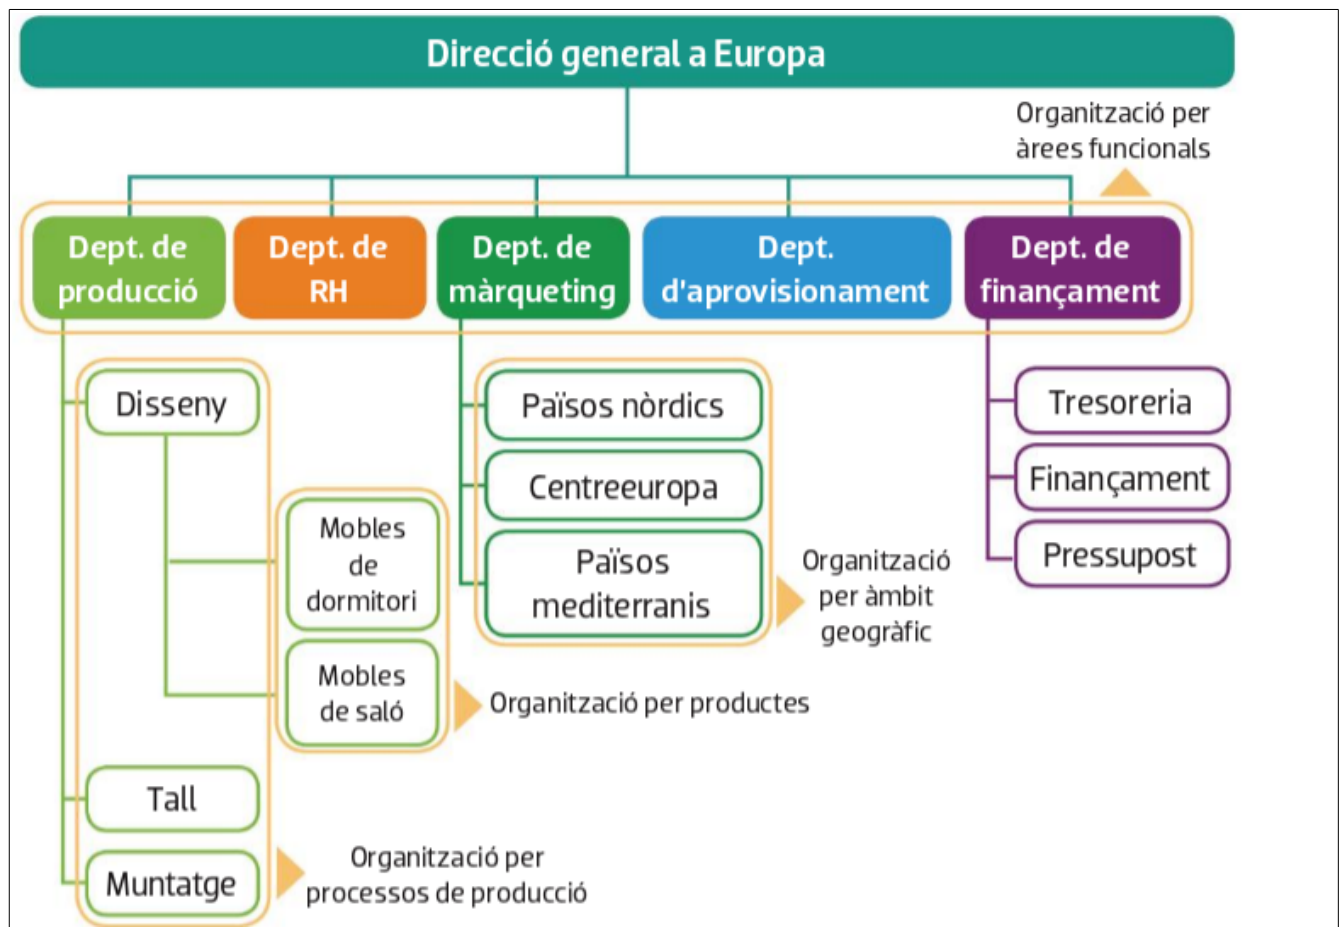 Direcció general a Europa
Organització per
àrees funcionals
Dept. de
producció
Dept. de
RH
Dept. de
màrqueting
Dept.
d'aprovisionament
Dept. de
finançament
Disseny
Mobles
de
dormitori
Mobles
de saló
Organització per productes
Tall
Muntatge
Organització per
processos de producció
Països nòrdics
Centreeuropa
Països
mediterranis
Organització
per àmbit
geogràfic
Tresoreria
Finançament
Pressupost